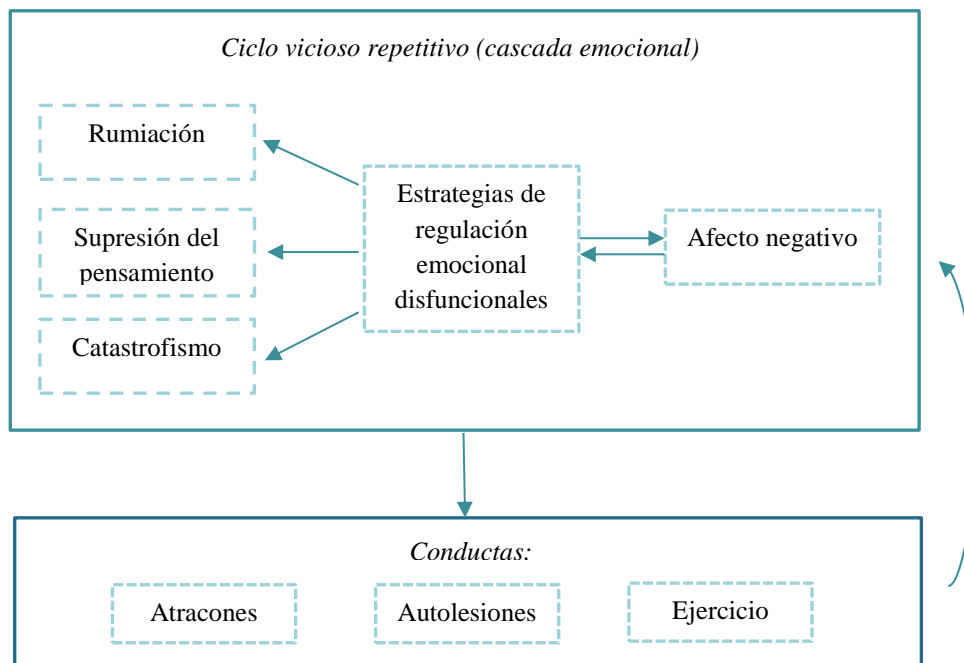 Ciclo vicioso repetitivo (cascada emocional)
Rumiación
Supresión del
pensamiento
Catastrofismo
Estrategias de
regulación
emocional
disfuncionales
Afecto negativo
Conductas:
Atracones
Autolesiones
Ejercicio